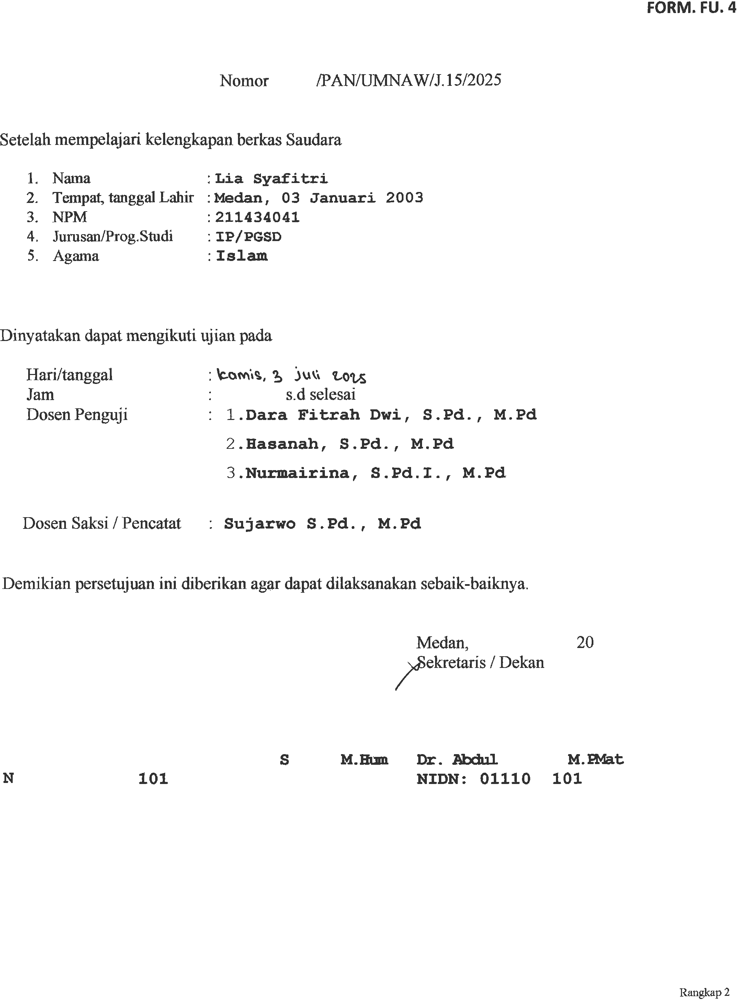 FORM. FU. 4
Nomor /PAN/UMNAW/J.15/2025
Setelah mempelajari kelengkapan berkas Saudara
1. Nama : Lia Syafitri
2. Tempat, tanggal Lahir : Medan, 03 Januari 2003
3. NPM : 211434041
4. Jurusan/Prog.Studi : IP/PGSD
5. Agama : Islam
Dinyatakan dapat mengikuti ujian pada
Hari/tanggal : kamis, 3 juli 2025
Jam : s.d selesai
Dosen Penguji : 1.Dara Fitrah Dwi, S.Pd., M.Pd
2.Hasanah, S.Pd., M.Pd
3.Nurmairina, S.Pd.I., M.Pd
Dosen Saksi / Pencatat : Sujarwo S.Pd., M.Pd
Demikian persetujuan ini diberikan agar dapat dilaksanakan sebaik-baiknya.
Medan, 20
Sekretaris / Dekan
S M.Hum Dr. Abdul
N 101 NIDN: 01110 101
Rangkap 2